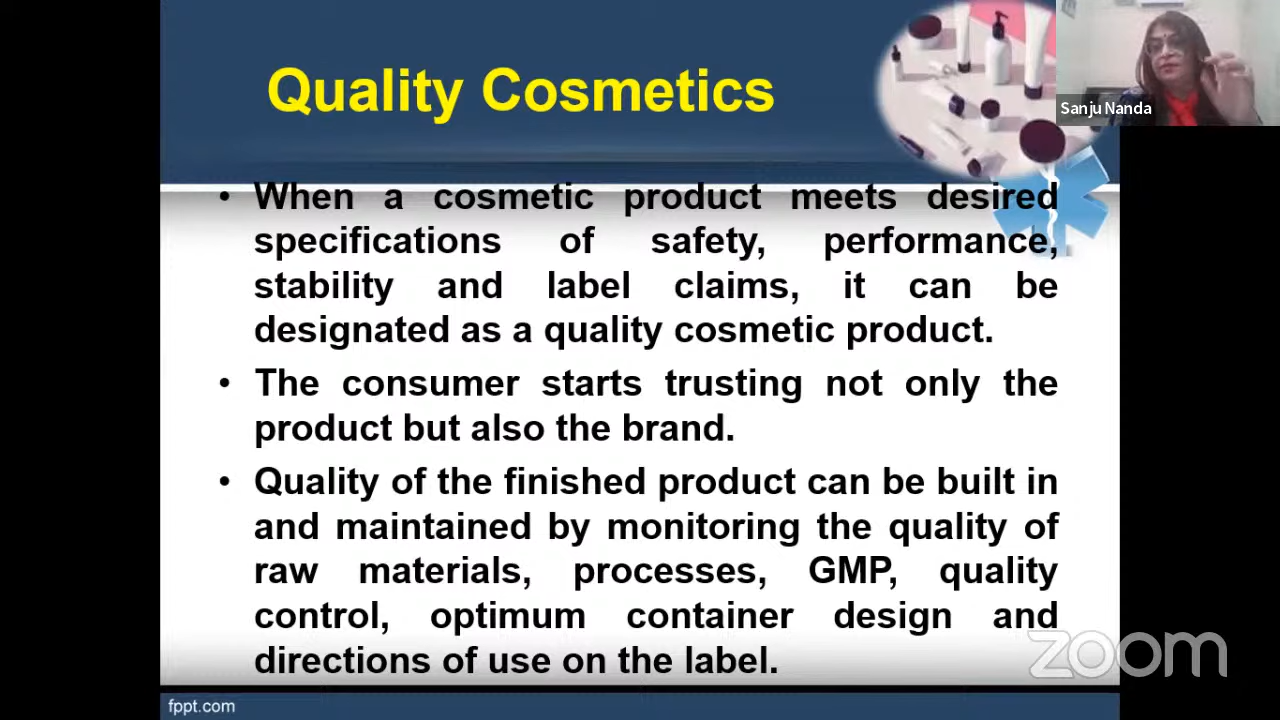 Quality Cosmetics
Sanju Nanda
• When a cosmetic product meets desired
specifications of safety, performance,
stability and label claims, it can be
designated as a quality cosmetic product.
• The consumer starts trusting not only the
product but also the brand.
• Quality of the finished product can be built in
and maintained by monitoring the quality of
raw materials, processes, GMP, quality
control, optimum container design and
directions of use on the label.
zoom
fppt.com